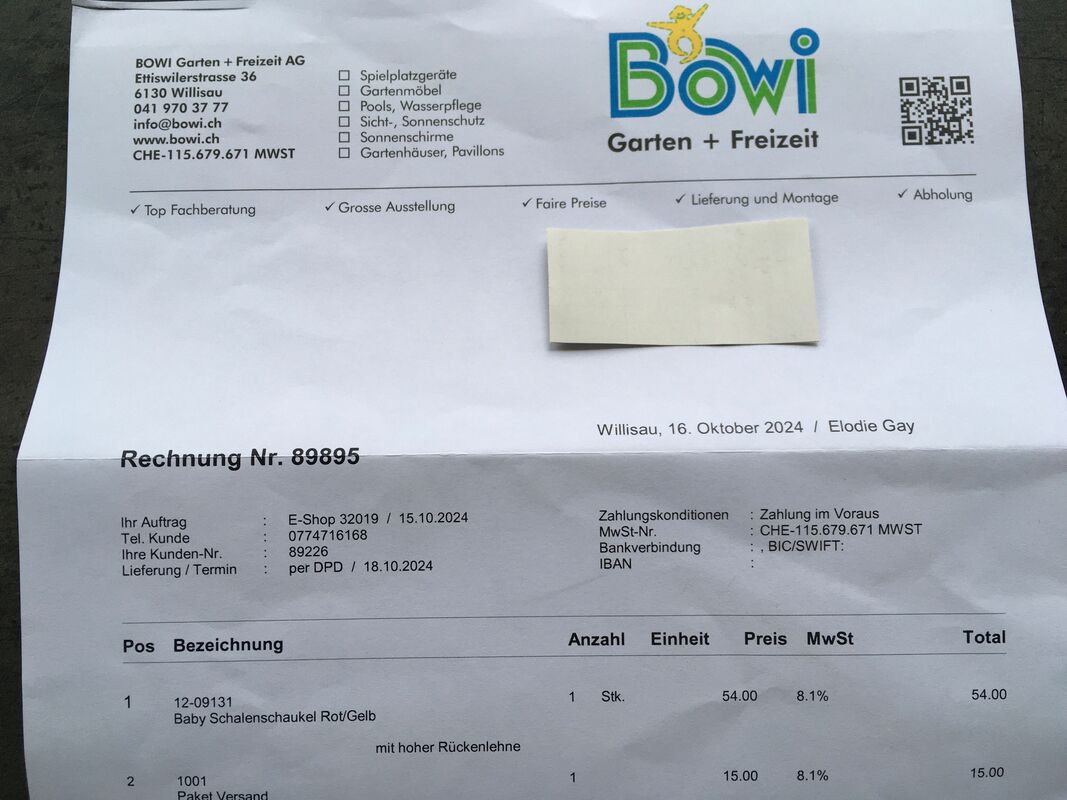 BOWI Garten + Freizeit AG
Ettiswilerstrasse 36
6130 Willisau
041 970 37 77
info@bowi.ch
www.bowi.ch
CHE-115.679.671 MWST
☐ Spielplatzgeräte
☐ Gartenmöbel
☐ Pools, Wasserpflege
☐ Sicht-, Sonnenschutz
☐ Sonnenschirme
☐ Gartenhäuser, Pavillons
Bowi
Garten + Freizeit
✓ Top Fachberatung ✓ Grosse Ausstellung ✓ Faire Preise ✓ Lieferung und Montage ✓ Abholung
Willisau, 16. Oktober 2024 / Elodie Gay
Rechnung Nr. 89895
Ihr Auftrag : E-Shop 32019 / 15.10.2024
Tel. Kunde : 0774716168
Ihre Kunden-Nr. : 89226
Lieferung / Termin : per DPD / 18.10.2024
Zahlungskonditionen : Zahlung im Voraus
MwSt-Nr. : CHE-115.679.671 MWST
Bankverbindung : , BIC/SWIFT:
IBAN :
Pos Bezeichnung Anzahl Einheit Preis MwSt Total
1 12-09131 1 Stk. 54.00 8.1% 54.00
Baby Schalenschaukel Rot/Gelb
mit hoher Rückenlehne
2 1001 1 15.00 8.1% 15.00
Paket Versand